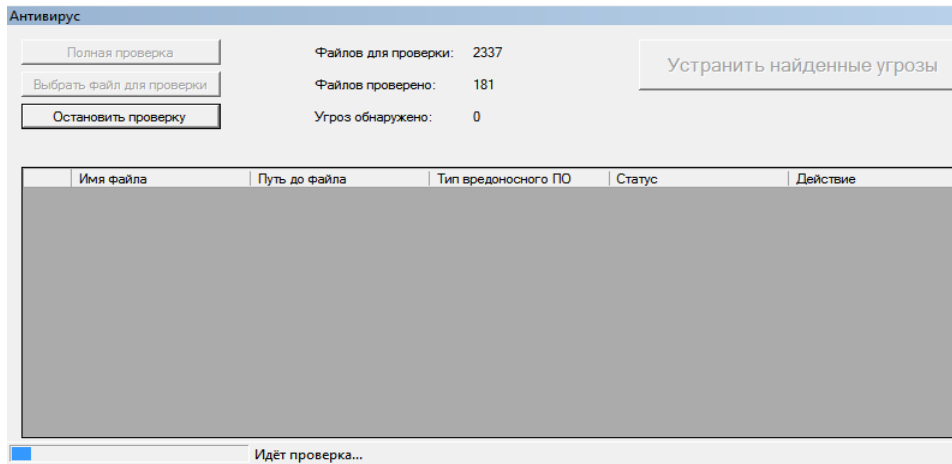 Антивирус
Полная проверка
Файлов для проверки: 2337
Устранить найденные угрозы
Выбрать файл для проверки
Файлов проверено: 181
Остановить проверку
Угроз обнаружено: 0
Имя файла Путь до файла Тип вредоносного ПО Статус Действие
Идёт проверка...